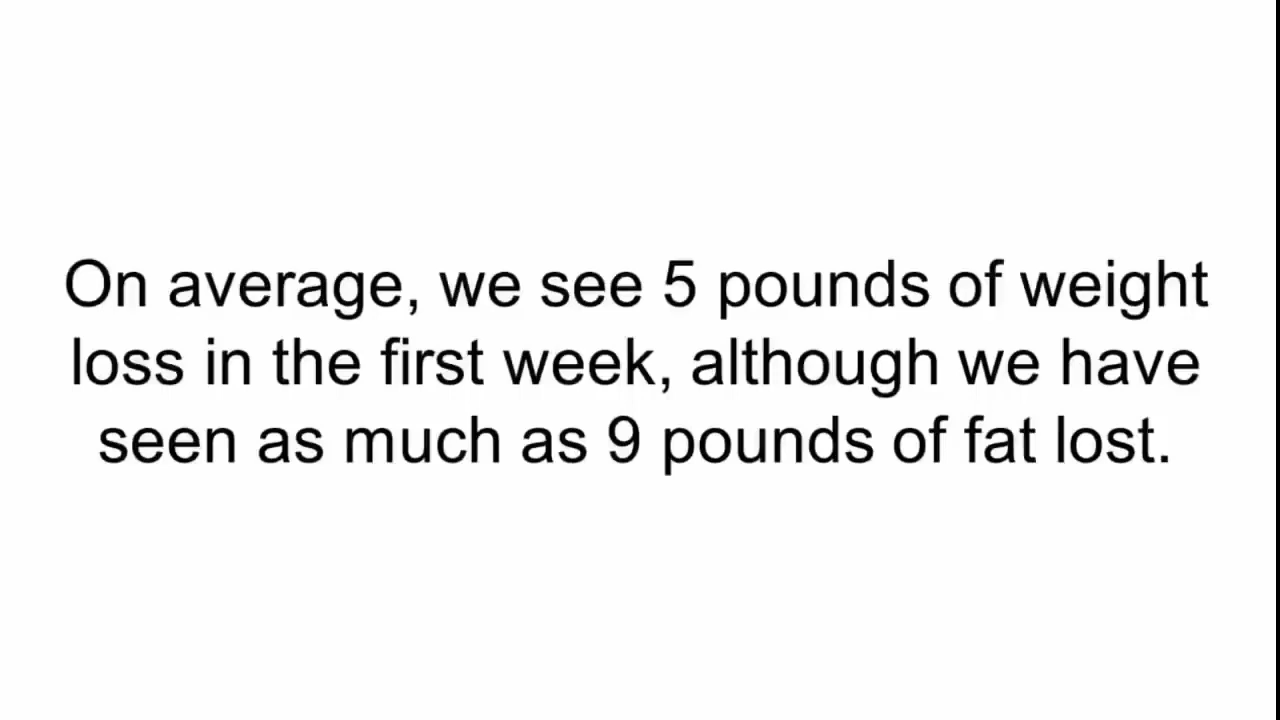 On average, we see 5 pounds of weight
loss in the first week, although we have
seen as much as 9 pounds of fat lost.